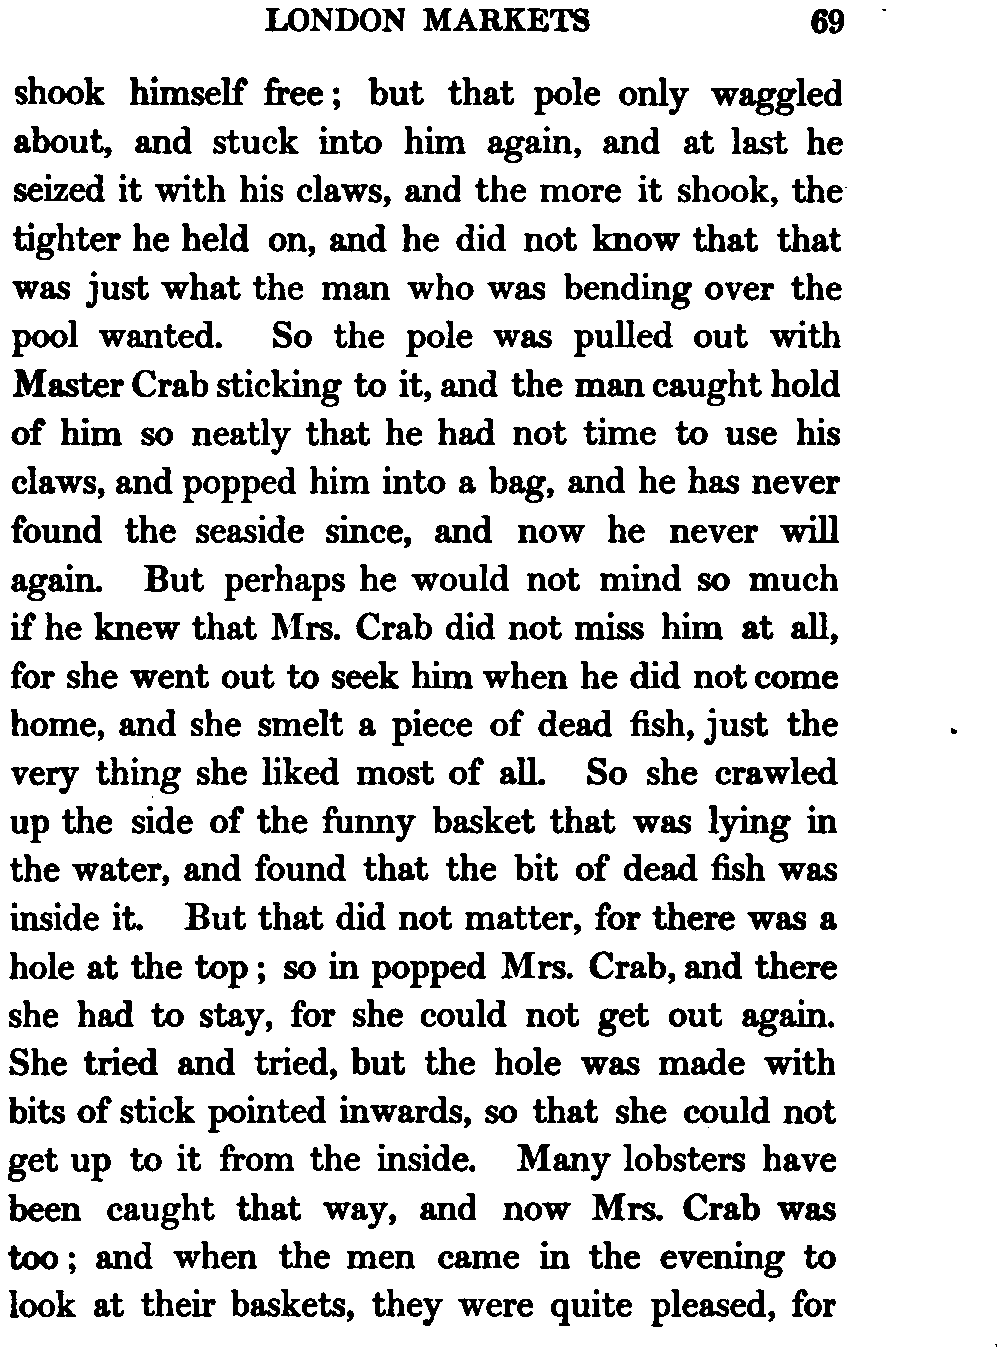 LONDON MARKETS 69
shook himself free; but that pole only waggled
about, and stuck into him again, and at last he
seized it with his claws, and the more it shook, the
tighter he held on, and he did not know that that
was just what the man who was bending over the
pool wanted. So the pole was pulled out with
Master Crab sticking to it, and the man caught hold
of him so neatly that he had not time to use his
claws, and popped him into a bag, and he has never
found the seaside since, and now he never will
again. But perhaps he would not mind so much
if he knew that Mrs. Crab did not miss him at all,
for she went out to seek him when he did not come
home, and she smelt a piece of dead fish, just the
very thing she liked most of all. So she crawled
up the side of the funny basket that was lying in
the water, and found that the bit of dead fish was
inside it. But that did not matter, for there was a
hole at the top; so in popped Mrs. Crab, and there
she had to stay, for she could not get out again.
She tried and tried, but the hole was made with
bits of stick pointed inwards, so that she could not
get up to it from the inside. Many lobsters have
been caught that way, and now Mrs. Crab was
too; and when the men came in the evening to
look at their baskets, they were quite pleased, for